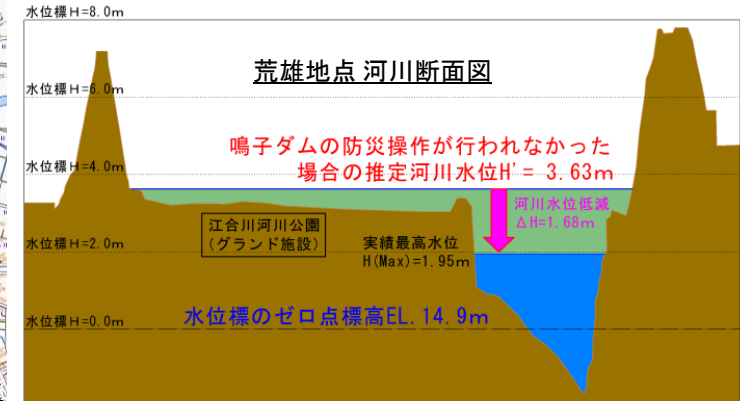 水位標H=8.0m
荒雄地点 河川断面図
水位標H=6.0m
鳴子ダムの防災操作が行われなかった
場合の推定河川水位H'= 3.63m
水位標H=4.0m
河川水位低減
ΔH=1.68m
江合川河川公園
(グランド施設)
実績最高水位
H(Max)=1.95m
水位標H=2.0m
水位標のゼロ点標高EL.14.9m
水位標H=0.0m